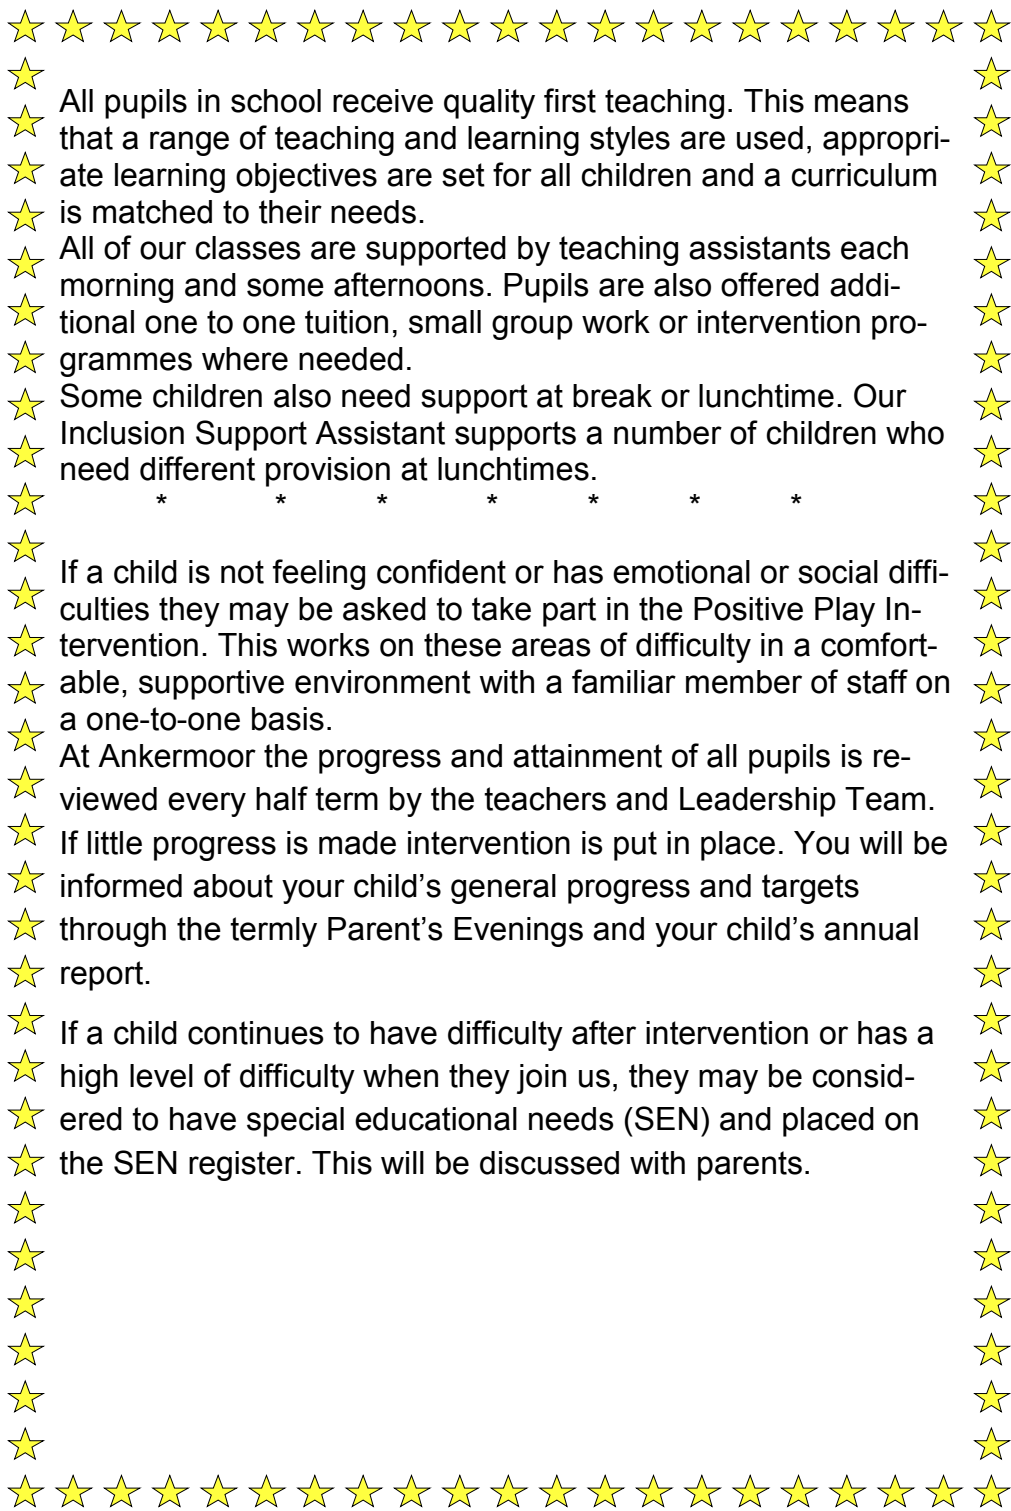 All pupils in school receive quality first teaching. This means
that a range of teaching and learning styles are used, appropri-
ate learning objectives are set for all children and a curriculum
is matched to their needs.
All of our classes are supported by teaching assistants each
morning and some afternoons. Pupils are also offered addi-
tional one to one tuition, small group work or intervention pro-
grammes where needed.
Some children also need support at break or lunchtime. Our
Inclusion Support Assistant supports a number of children who
need different provision at lunchtimes.
* * * * * * *
If a child is not feeling confident or has emotional or social diffi-
culties they may be asked to take part in the Positive Play In-
tervention. This works on these areas of difficulty in a comfort-
able, supportive environment with a familiar member of staff on
a one-to-one basis.
At Ankermoor the progress and attainment of all pupils is re-
viewed every half term by the teachers and Leadership Team.
If little progress is made intervention is put in place. You will be
informed about your child’s general progress and targets
through the termly Parent’s Evenings and your child’s annual
report.
If a child continues to have difficulty after intervention or has a
high level of difficulty when they join us, they may be consid-
ered to have special educational needs (SEN) and placed on
the SEN register. This will be discussed with parents.